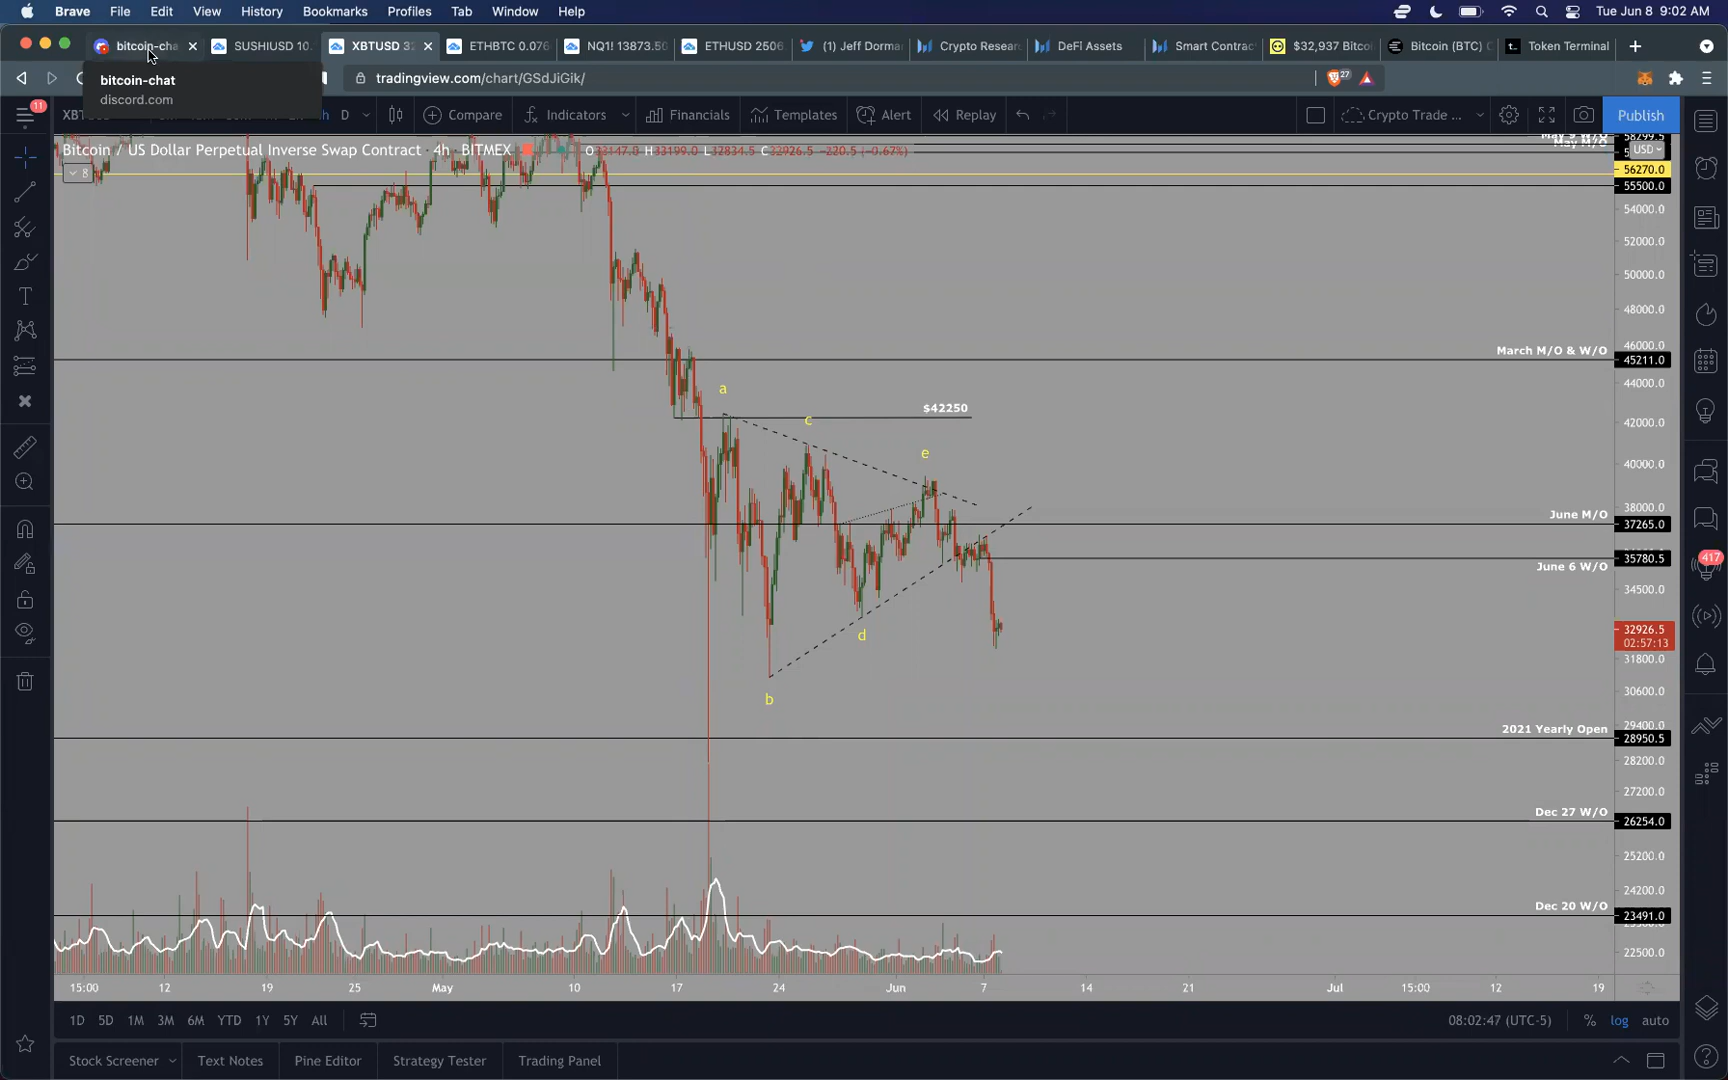 Brave File Edit View History Bookmarks Profiles Tab Window Help Tue Jun 8 9:02 AM
bitcoin-cha SUSHIUSD 10. XBTUSD 32 ETHBTC 0.076 NQ1! 13873.50 ETHUSD 2506 (1) Jeff Dorma Crypto Resear DeFi Assets Smart Contrac $32,937 Bitcoi Bitcoin (BTC) C Token Terminal
tradingview.com/chart/GSdJiGik/ 27
bitcoin-chat
discord.com
11
D Compare Indicators Financials Templates Alert Replay Crypto Trade ... Publish
Bitcoin / US Dollar Perpetual Inverse Swap Contract · 4h · BITMEX O33147.0 H33199.0 L32834.5 C32926.5 -220.5 (-0.67%)
8
May M/O
USD
56270.0
55500.0
54000.0
52000.0
50000.0
48000.0
46000.0
March M/O & W/O 45211.0
44000.0
a
$42250
c
42000.0
e
40000.0
38000.0
June M/O
37265.0
35780.5
June 6 W/O
417
34500.0
d
32926.5
02:57:13
31800.0
30600.0
b
29400.0
2021 Yearly Open
28950.5
28200.0
27200.0
Dec 27 W/O
26254.0
25200.0
24200.0
Dec 20 W/O
23491.0
22500.0
15:00 12 19 25 May 10 17 24 Jun 7 14 21 Jul 15:00 12 19
1D 5D 1M 3M 6M YTD 1Y 5Y All 08:02:47 (UTC-5) % log auto
Stock Screener Text Notes Pine Editor Strategy Tester Trading Panel